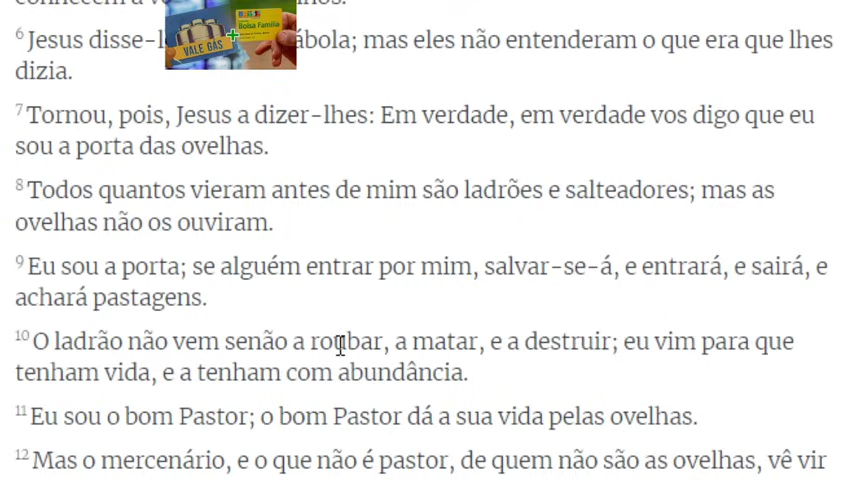 ⁶ Jesus disse-l ábola; mas eles não entenderam o que era que lhes
dizia.
VALE GÁS
Bolsa Família
⁷ Tornou, pois, Jesus a dizer-lhes: Em verdade, em verdade vos digo que eu
sou a porta das ovelhas.
⁸ Todos quantos vieram antes de mim são ladrões e salteadores; mas as
ovelhas não os ouviram.
⁹ Eu sou a porta; se alguém entrar por mim, salvar-se-á, e entrará, e sairá, e
achará pastagens.
¹⁰ O ladrão não vem senão a roubar, a matar, e a destruir; eu vim para que
tenham vida, e a tenham com abundância.
¹¹ Eu sou o bom Pastor; o bom Pastor dá a sua vida pelas ovelhas.
¹² Mas o mercenário, e o que não é pastor, de quem não são as ovelhas, vê vir